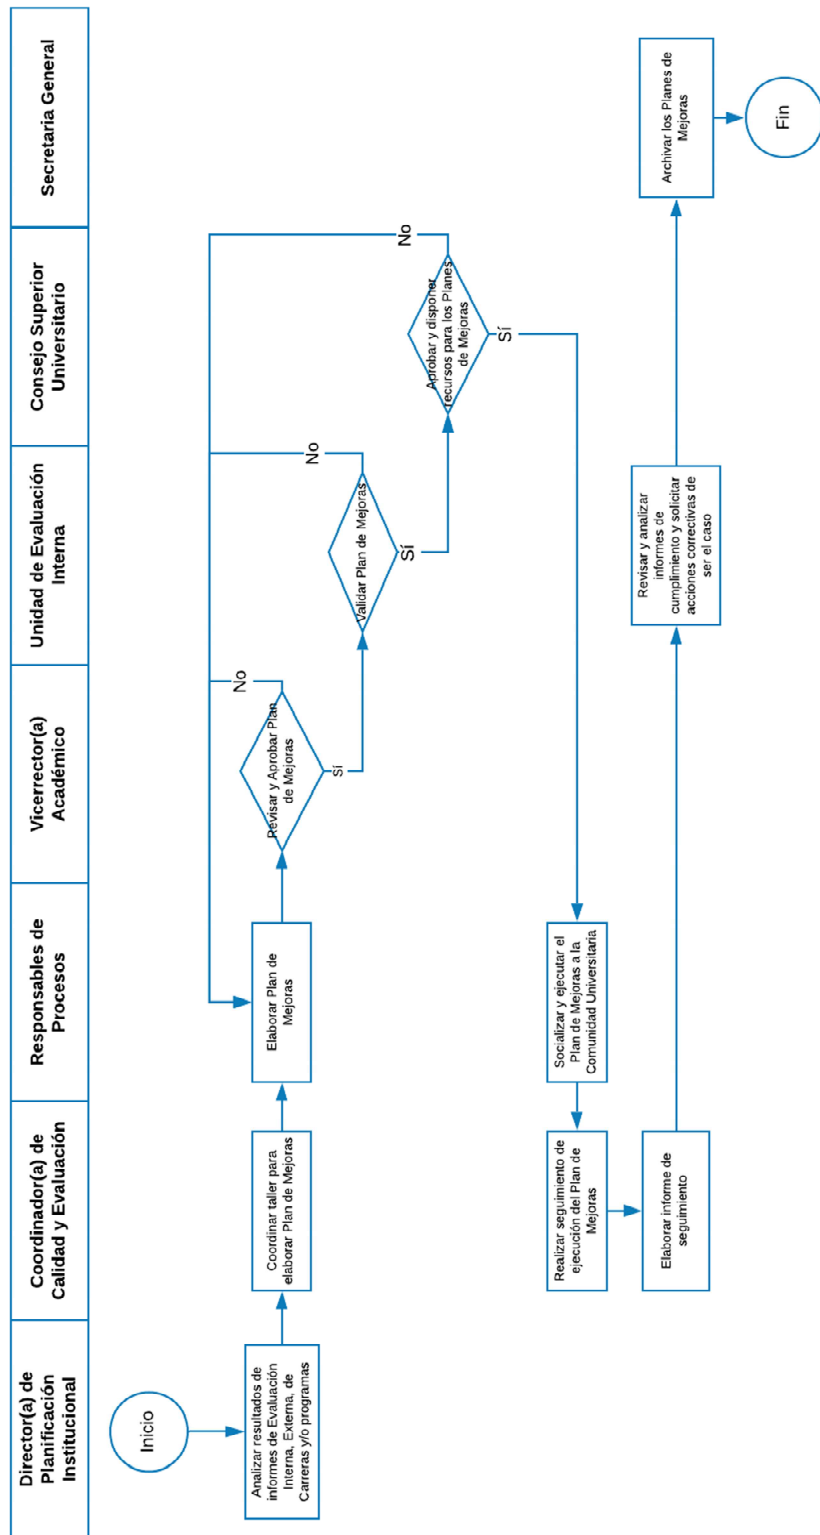 Director(a) de
Planificación
Institucional
Coordinador(a) de
Calidad y Evaluación
Responsables de
Procesos
Vicerrector(a)
Académico
Unidad de Evaluación
Interna
Consejo Superior
Universitario
Secretaria General
Inicio
Analizar resultados de
informes de Evaluación
Interna, Externa, de
Carreras y/o programas
Coordinar taller para
elaborar Plan de Mejoras
Elaborar Plan de
Mejoras
Revisar y Aprobar Plan
de Mejoras
No
Sí
Validar Plan de Mejoras
No
Sí
Aprobar y disponer
recursos para los Planes
de Mejoras
No
Sí
Socializar y ejecutar el
Plan de Mejoras a la
Comunidad Universitaria
Realizar seguimiento de
ejecución del Plan de
Mejoras
Elaborar informe de
seguimiento
Revisar y analizar
informes de
cumplimiento y solicitar
acciones correctivas de
ser el caso
Archivar los Planes de
Mejoras
Fin